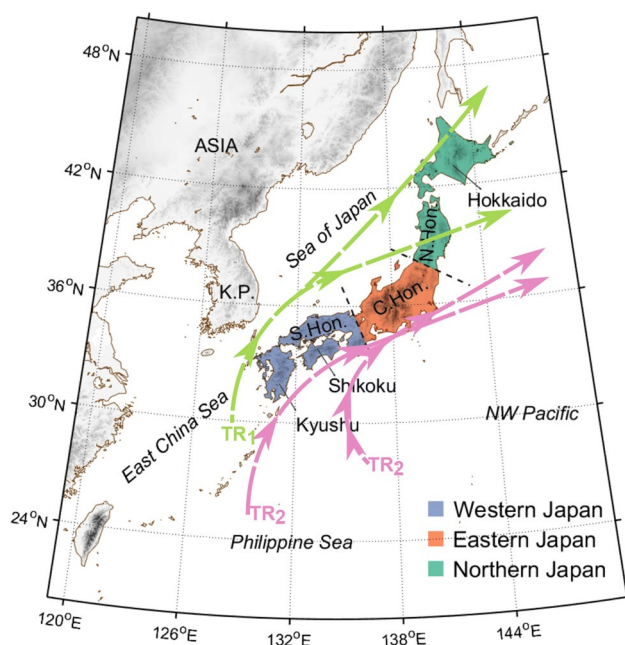 48°N
ASIA
42°N
Hokkaido
Sea of Japan
N.Hon.
36°N
K.P.
C.Hon.
S.Hon.
Shikoku
30°N
East China Sea
NW Pacific
Kyushu
TR1
TR2
TR2
24°N
Philippine Sea
Western Japan
Eastern Japan
Northern Japan
120°E
126°E
132°E
138°E
144°E